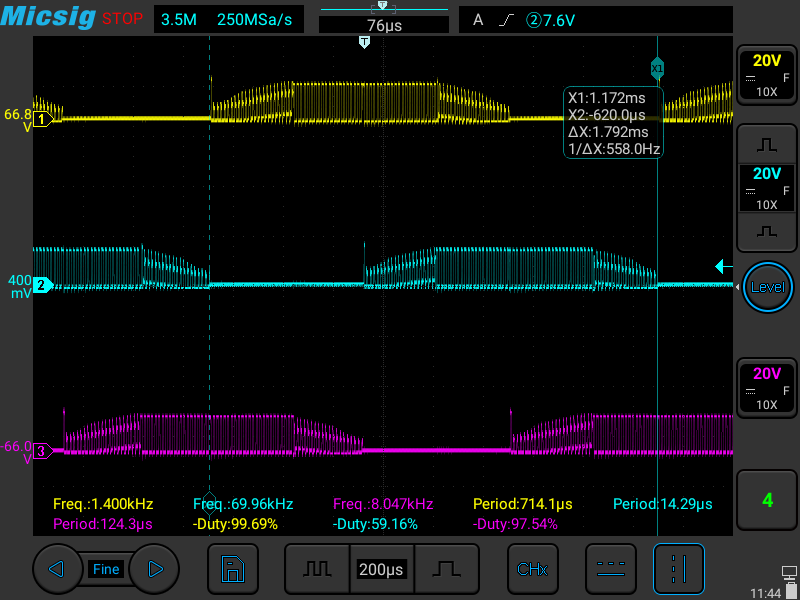 Micsig STOP 3.5M 250MSa/s 76µs A ②7.6V
T
T
20V
F
10X
66.8
V
1
X1
X1:1.172ms
X2:-620.0µs
ΔX:1.792ms
1/ΔX:558.0Hz
20V
F
10X
400
mV
2
Level
20V
F
10X
-66.0
V
3
4
Freq.:1.400kHz Freq.:69.96kHz Freq.:8.047kHz Period:714.1µs Period:14.29µs
Period:124.3µs -Duty:99.69% -Duty:59.16% -Duty:97.54%
Fine 200µs CHx
11:44